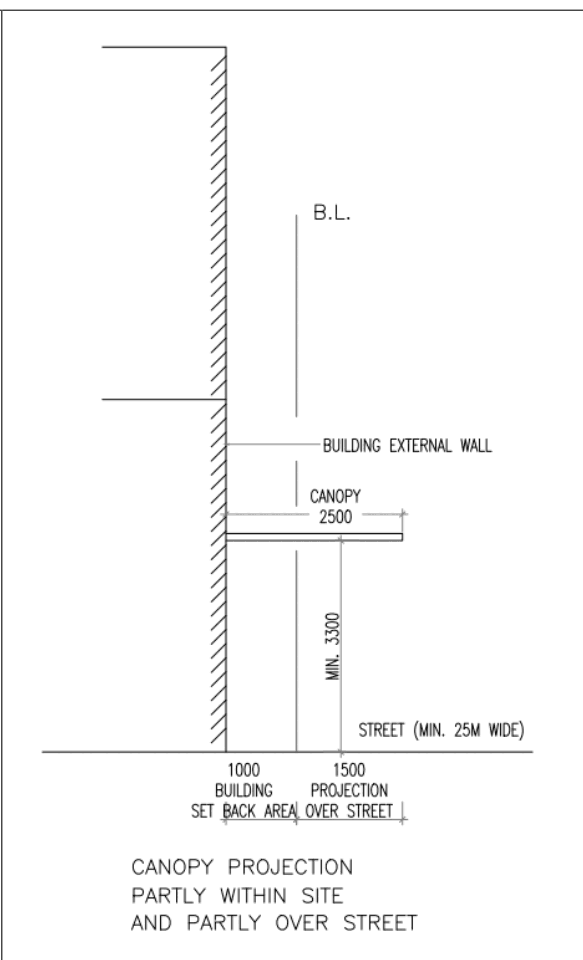 B.L.
BUILDING EXTERNAL WALL
CANOPY
2500
MIN. 3300
STREET (MIN. 25M WIDE)
1000
BUILDING
SET BACK AREA
1500
PROJECTION
OVER STREET
CANOPY PROJECTION
PARTLY WITHIN SITE
AND PARTLY OVER STREET